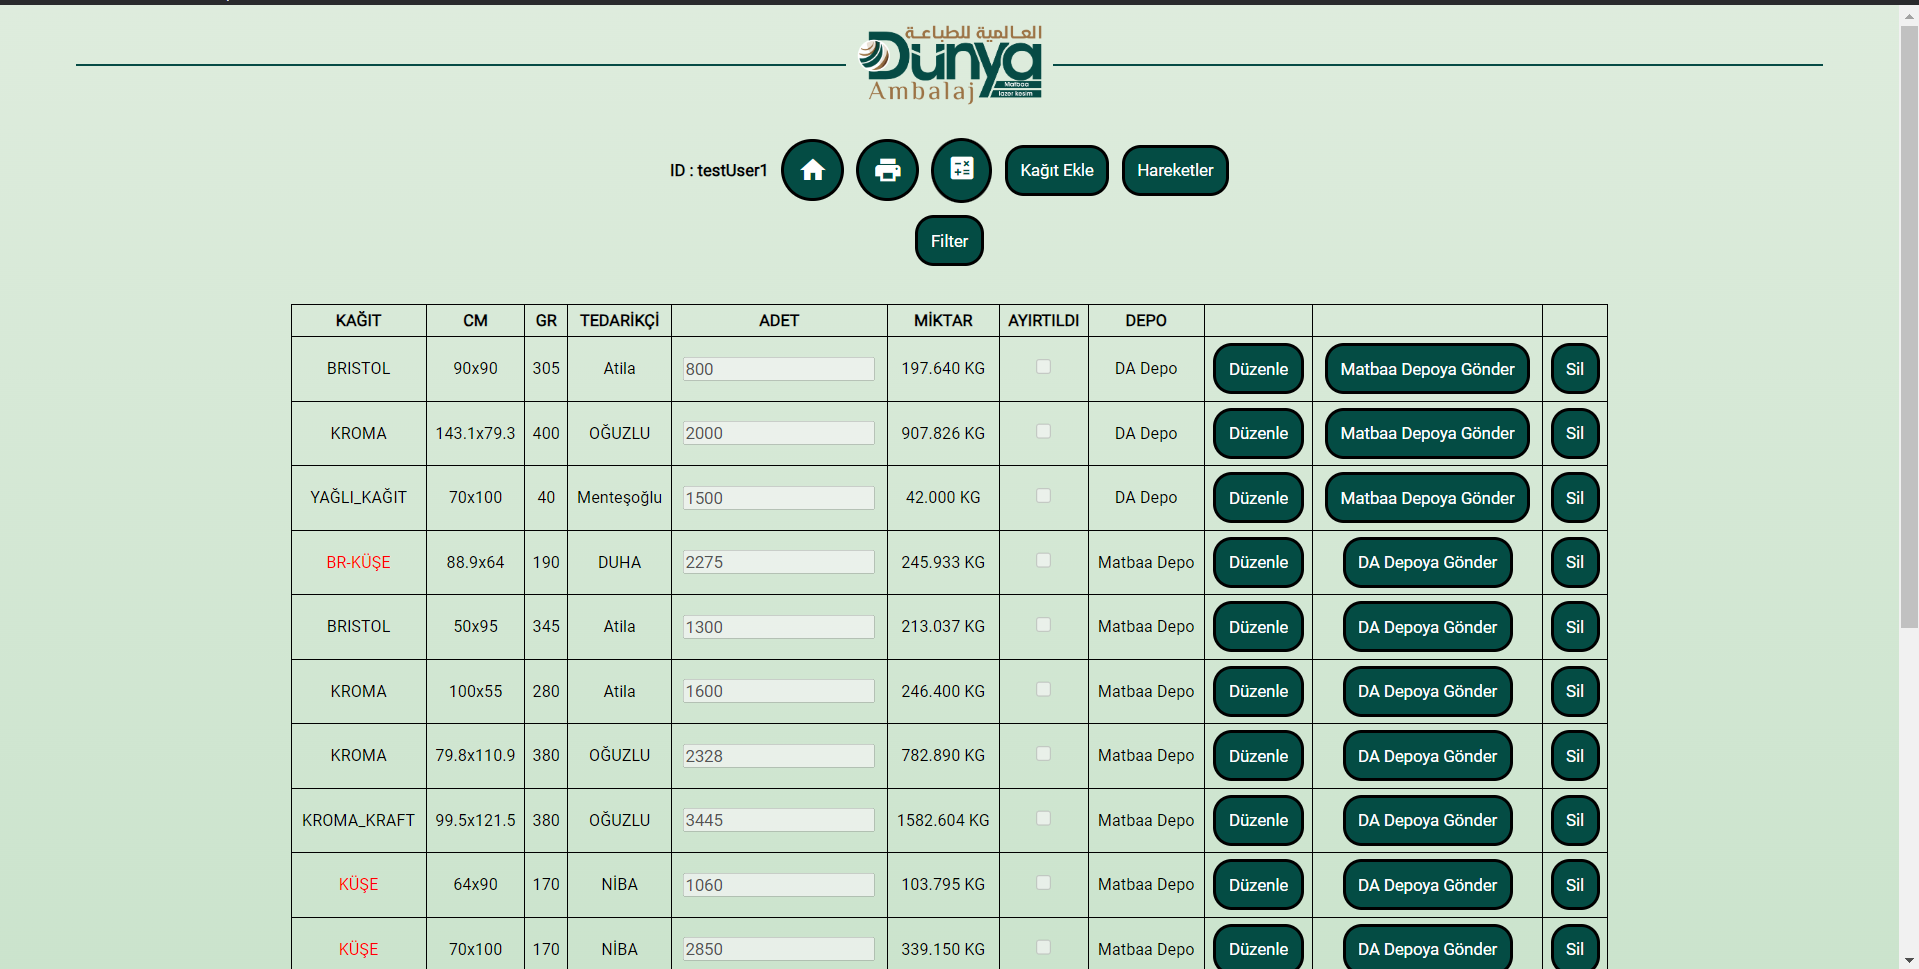 العالمية للطباعة
Dunya
Ambalaj
Matbaa
lazer kesim
ID : testUser1
Kağıt Ekle
Hareketler
Filter
KAĞIT CM GR TEDARİKÇİ ADET MİKTAR AYIRTILDI DEPO
BRISTOL 90x90 305 Atila 800 197.640 KG DA Depo Düzenle Matbaa Depoya Gönder Sil
KROMA 143.1x79.3 400 OĞUZLU 2000 907.826 KG DA Depo Düzenle Matbaa Depoya Gönder Sil
YAĞLI_KAĞIT 70x100 40 Menteşoğlu 1500 42.000 KG DA Depo Düzenle Matbaa Depoya Gönder Sil
BR-KÜŞE 88.9x64 190 DUHA 2275 245.933 KG Matbaa Depo Düzenle DA Depoya Gönder Sil
BRISTOL 50x95 345 Atila 1300 213.037 KG Matbaa Depo Düzenle DA Depoya Gönder Sil
KROMA 100x55 280 Atila 1600 246.400 KG Matbaa Depo Düzenle DA Depoya Gönder Sil
KROMA 79.8x110.9 380 OĞUZLU 2328 782.890 KG Matbaa Depo Düzenle DA Depoya Gönder Sil
KROMA_KRAFT 99.5x121.5 380 OĞUZLU 3445 1582.604 KG Matbaa Depo Düzenle DA Depoya Gönder Sil
KÜŞE 64x90 170 NİBA 1060 103.795 KG Matbaa Depo Düzenle DA Depoya Gönder Sil
KÜŞE 70x100 170 NİBA 2850 339.150 KG Matbaa Depo Düzenle DA Depoya Gönder Sil